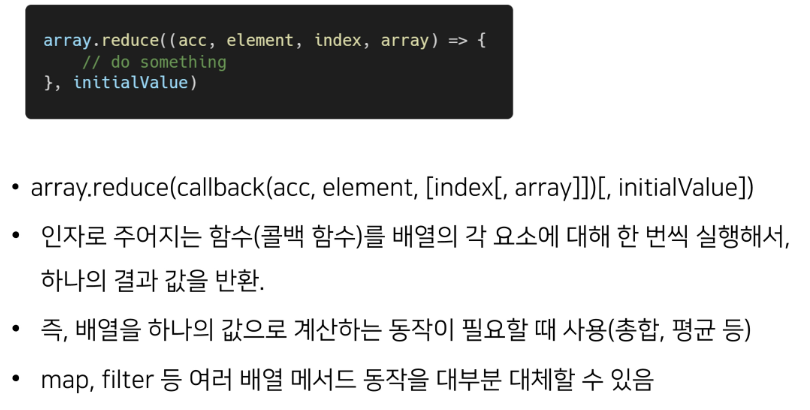 array.reduce((acc, element, index, array) => {
    // do something
}, initialValue)
• array.reduce(callback(acc, element, [index[, array]])[, initialValue])
• 인자로 주어지는 함수(콜백 함수)를 배열의 각 요소에 대해 한 번씩 실행해서,
하나의 결과 값을 반환.
• 즉, 배열을 하나의 값으로 계산하는 동작이 필요할 때 사용(총합, 평균 등)
• map, filter 등 여러 배열 메서드 동작을 대부분 대체할 수 있음